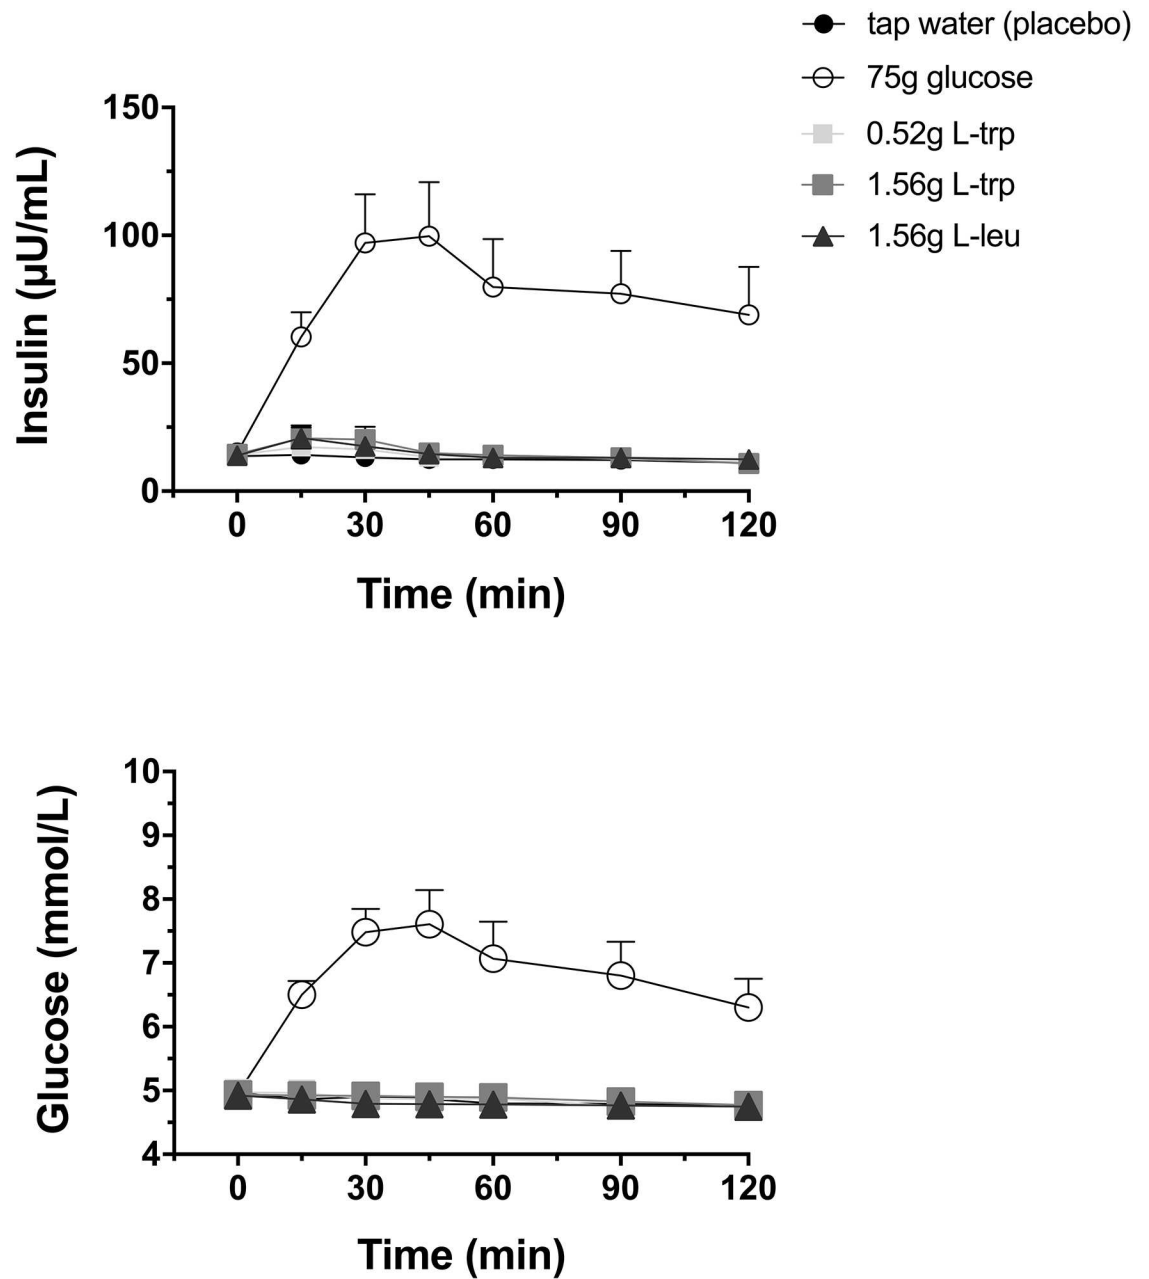 tap water (placebo)
75g glucose
0.52g L-trp
1.56g L-trp
1.56g L-leu
Insulin (µU/mL)
150
100
50
0
0 30 60 90 120
Time (min)
Glucose (mmol/L)
10
9
8
7
6
5
4
0 30 60 90 120
Time (min)